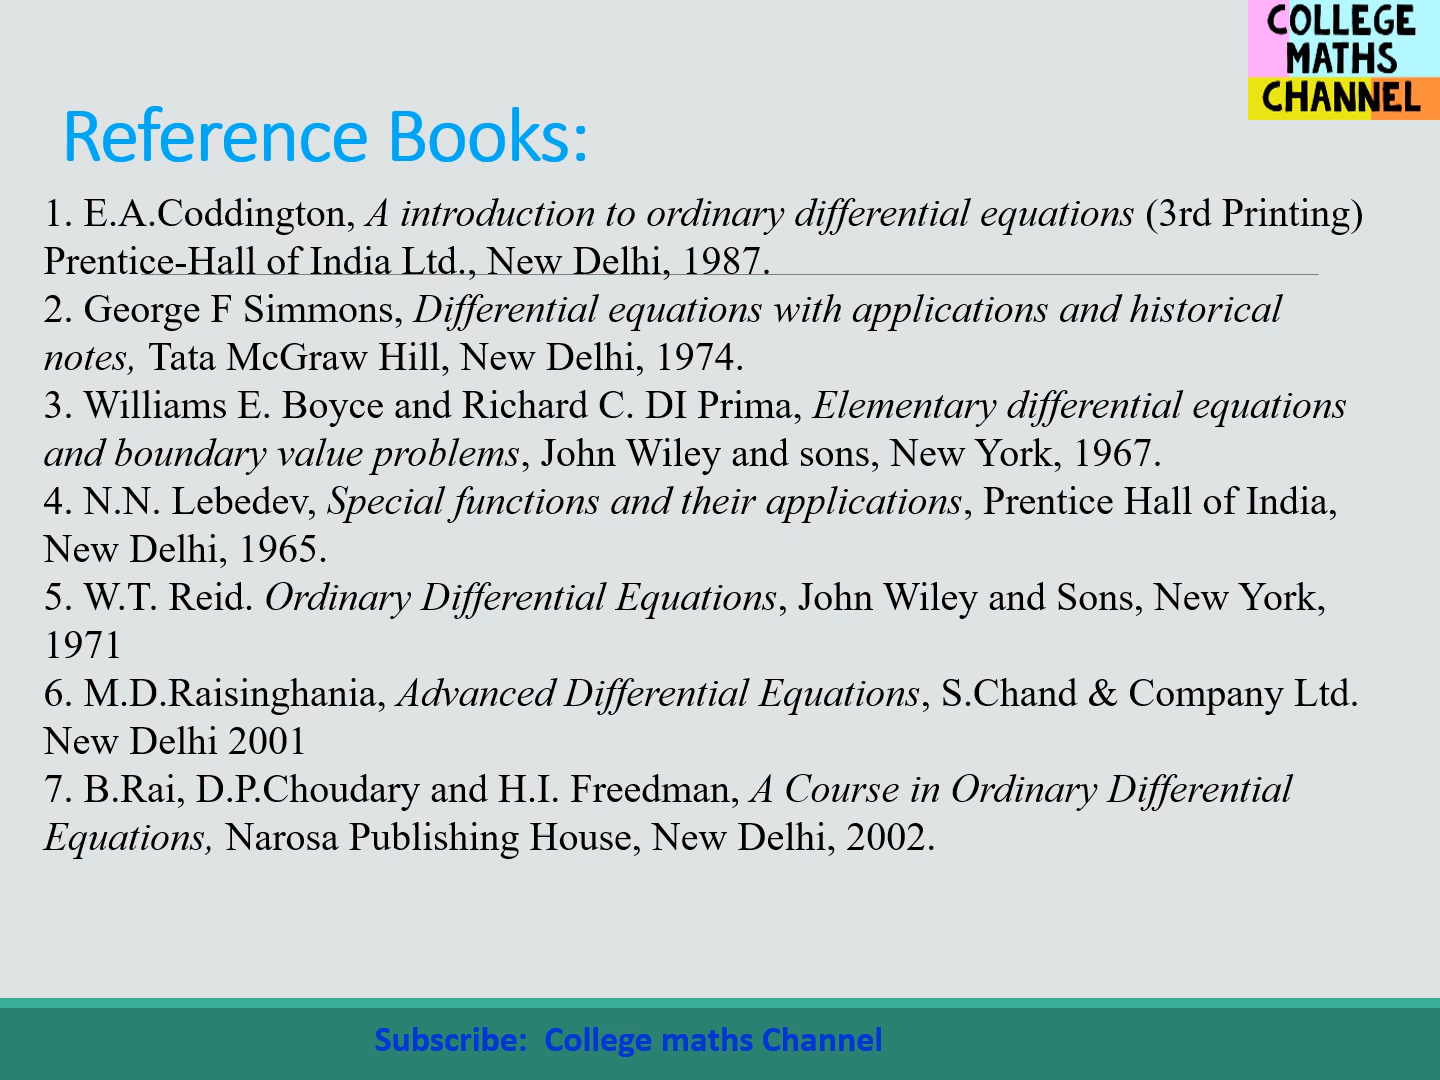 COLLEGE
MATHS
CHANNEL
Reference Books:
1. E.A.Coddington, A introduction to ordinary differential equations (3rd Printing)
Prentice-Hall of India Ltd., New Delhi, 1987.
2. George F Simmons, Differential equations with applications and historical
notes, Tata McGraw Hill, New Delhi, 1974.
3. Williams E. Boyce and Richard C. DI Prima, Elementary differential equations
and boundary value problems, John Wiley and sons, New York, 1967.
4. N.N. Lebedev, Special functions and their applications, Prentice Hall of India,
New Delhi, 1965.
5. W.T. Reid. Ordinary Differential Equations, John Wiley and Sons, New York,
1971
6. M.D.Raisinghania, Advanced Differential Equations, S.Chand & Company Ltd.
New Delhi 2001
7. B.Rai, D.P.Choudary and H.I. Freedman, A Course in Ordinary Differential
Equations, Narosa Publishing House, New Delhi, 2002.
Subscribe: College maths Channel